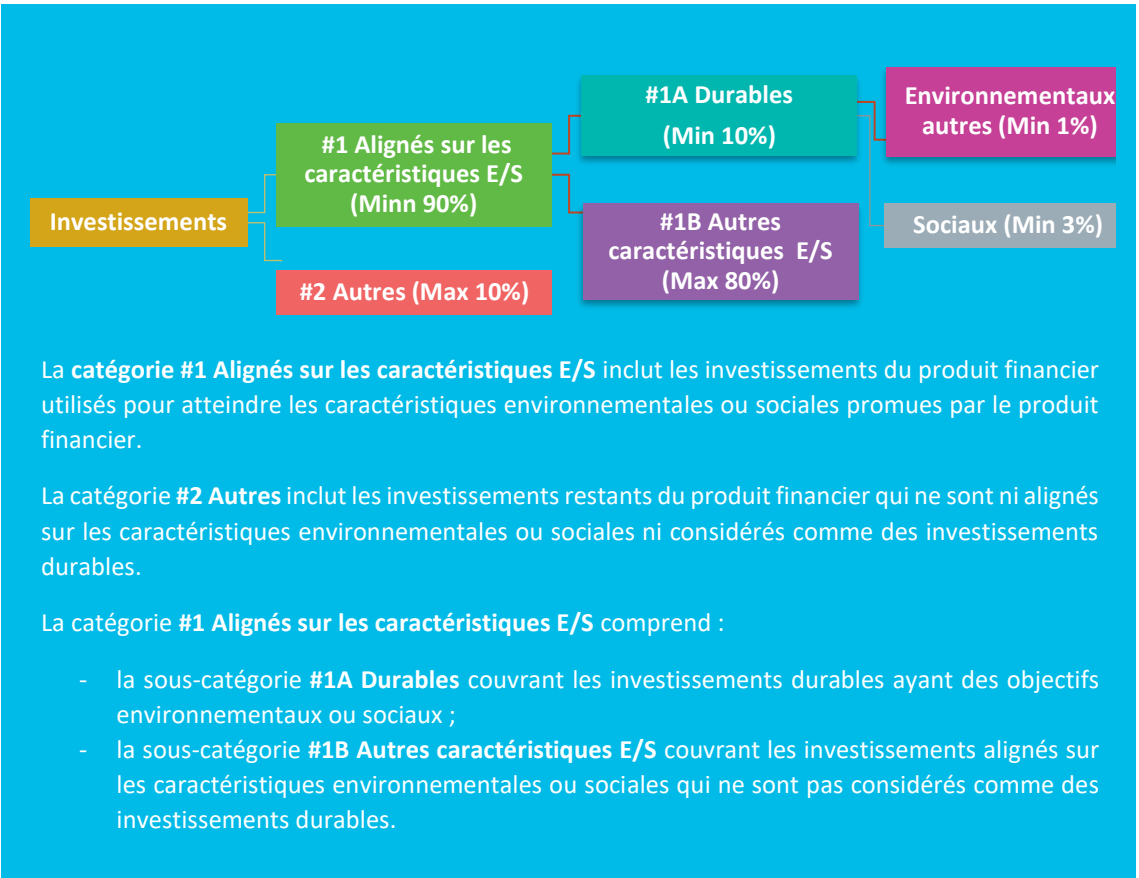 Investissements
#1 Alignés sur les
caractéristiques E/S
(Minn 90%)
#2 Autres (Max 10%)
#1A Durables
(Min 10%)
#1B Autres
caractéristiques E/S
(Max 80%)
Environnementaux
autres (Min 1%)
Sociaux (Min 3%)
La catégorie #1 Alignés sur les caractéristiques E/S inclut les investissements du produit financier
utilisés pour atteindre les caractéristiques environnementales ou sociales promues par le produit
financier.
La catégorie #2 Autres inclut les investissements restants du produit financier qui ne sont ni alignés
sur les caractéristiques environnementales ou sociales ni considérés comme des investissements
durables.
La catégorie #1 Alignés sur les caractéristiques E/S comprend :
- la sous-catégorie #1A Durables couvrant les investissements durables ayant des objectifs
environnementaux ou sociaux ;
- la sous-catégorie #1B Autres caractéristiques E/S couvrant les investissements alignés sur
les caractéristiques environnementales ou sociales qui ne sont pas considérés comme des
investissements durables.